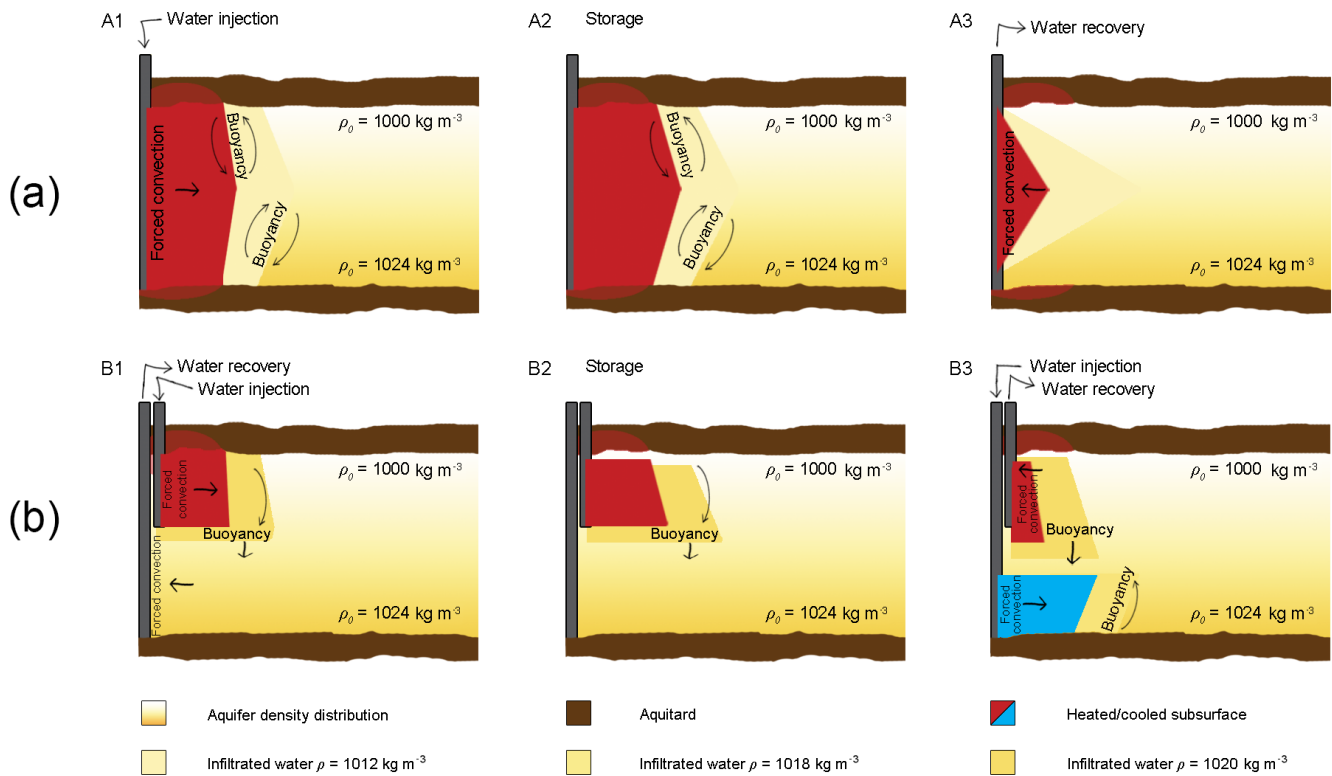 A1 Water injection
A2 Storage
A3 Water recovery
(a)
Forced convection
Buoyancy
Buoyancy
ρ₀ = 1000 kg m⁻³
ρ₀ = 1024 kg m⁻³
Buoyancy
Buoyancy
ρ₀ = 1000 kg m⁻³
ρ₀ = 1024 kg m⁻³
Forced convection
ρ₀ = 1000 kg m⁻³
ρ₀ = 1024 kg m⁻³
B1 Water recovery
Water injection
B2 Storage
B3 Water injection
Water recovery
(b)
Forced
convection
Buoyancy
Forced convection
ρ₀ = 1000 kg m⁻³
ρ₀ = 1024 kg m⁻³
Buoyancy
ρ₀ = 1000 kg m⁻³
ρ₀ = 1024 kg m⁻³
Forced
convection
Buoyancy
Forced
convection
Buoyancy
ρ₀ = 1000 kg m⁻³
ρ₀ = 1024 kg m⁻³
Aquifer density distribution
Aquitard
Heated/cooled subsurface
Infiltrated water ρ = 1012 kg m⁻³
Infiltrated water ρ = 1018 kg m⁻³
Infiltrated water ρ = 1020 kg m⁻³